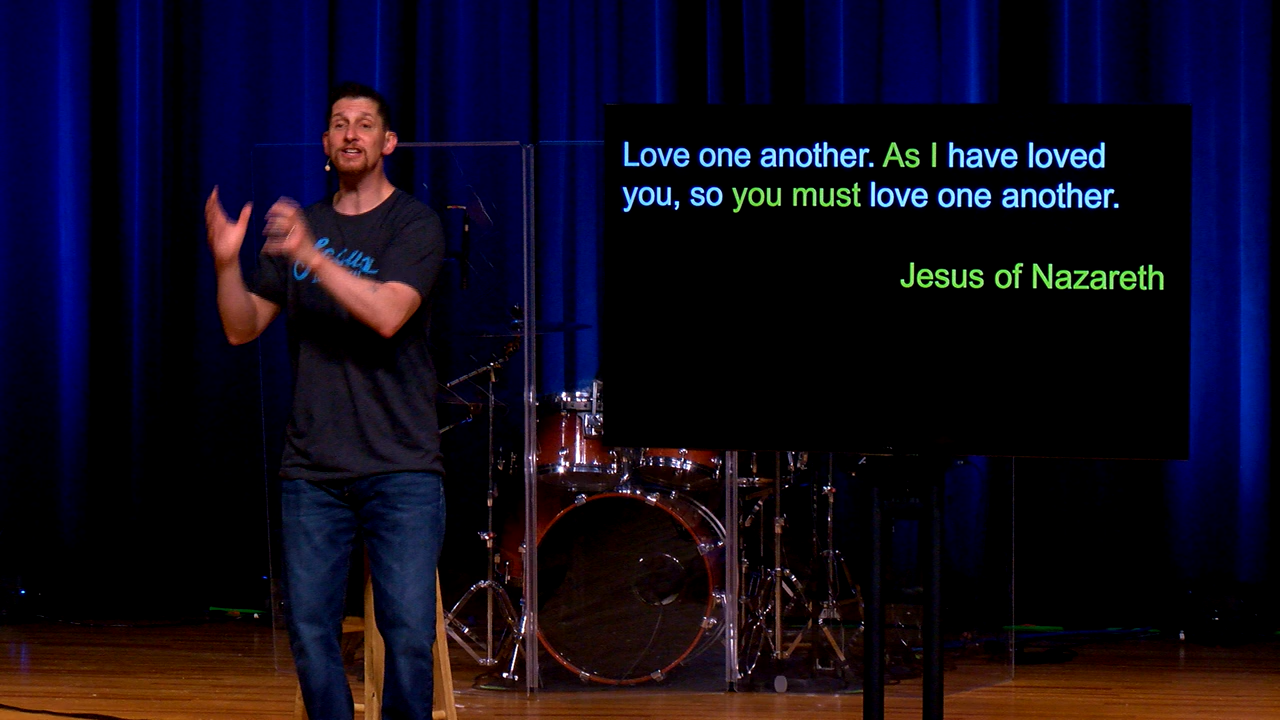 Love one another. As I have loved
you, so you must love one another.
Jesus of Nazareth